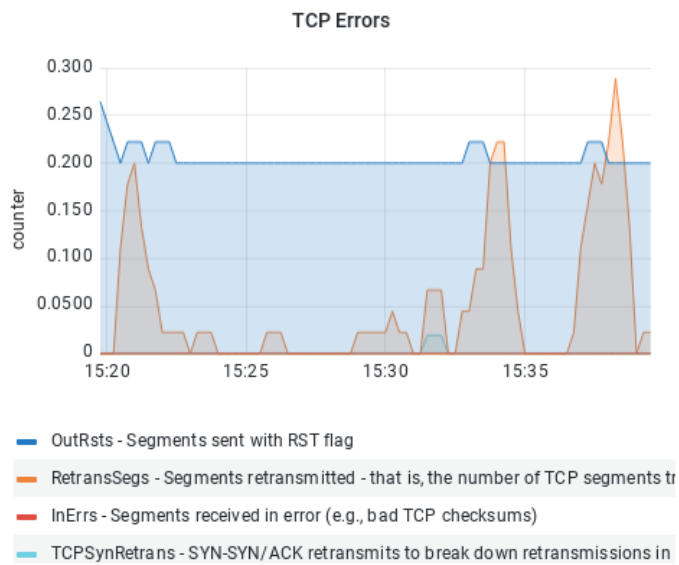 TCP Errors
0.300
0.250
0.200
0.150
0.100
0.0500
0
counter
15:20 15:25 15:30 15:35
OutRsts - Segments sent with RST flag
RetransSegs - Segments retransmitted - that is, the number of TCP segments tr
InErrs - Segments received in error (e.g., bad TCP checksums)
TCPSynRetrans - SYN-SYN/ACK retransmits to break down retransmissions in